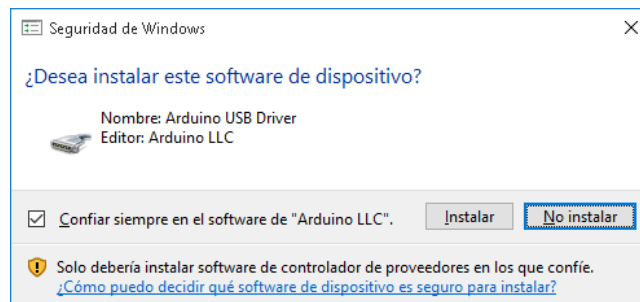 Seguridad de Windows
¿Desea instalar este software de dispositivo?
Nombre: Arduino USB Driver
Editor: Arduino LLC
Confiar siempre en el software de "Arduino LLC". Instalar No instalar
Solo debería instalar software de controlador de proveedores en los que confíe.
¿Cómo puedo decidir qué software de dispositivo es seguro para instalar?